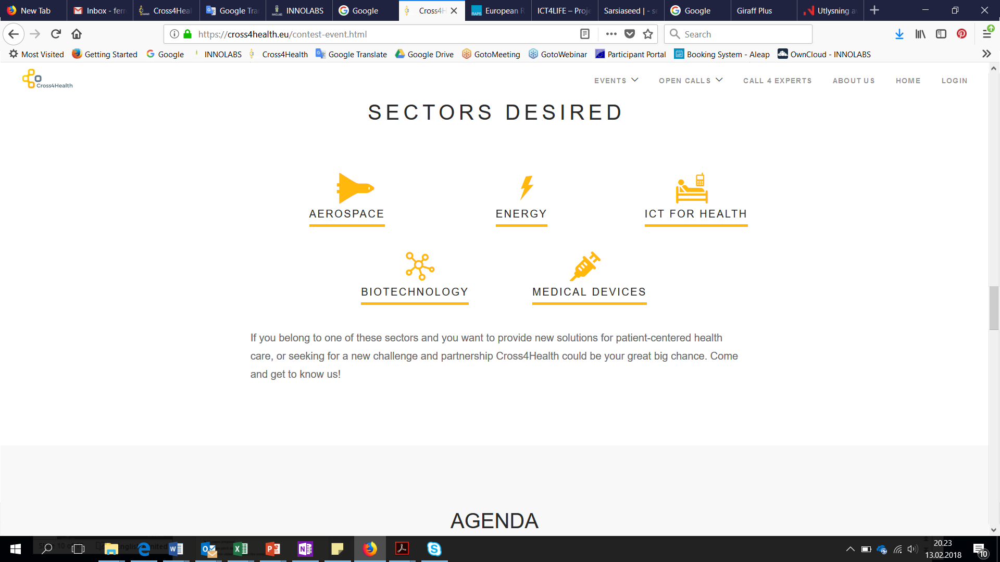 New Tab
Inbox - ferr
Cross4Heal
Google Tra
INNOLABS
Google
Cross4H
European R
ICT4LIFE – Proje
Sarsiaseed | - se
Google
Giraff Plus
Utlysning a
https://cross4health.eu/contest-event.html
Search
Most Visited
Getting Started
Google
INNOLABS
Cross4Health
Google Translate
Google Drive
GotoMeeting
GotoWebinar
Participant Portal
Booking System - Aleap
OwnCloud - INNOLABS
Cross4Health
EVENTS
OPEN CALLS
CALL 4 EXPERTS
ABOUT US
HOME
LOGIN
SECTORS DESIRED
AEROSPACE
ENERGY
ICT FOR HEALTH
BIOTECHNOLOGY
MEDICAL DEVICES
If you belong to one of these sectors and you want to provide new solutions for patient-centered health
care, or seeking for a new challenge and partnership Cross4Health could be your great big chance. Come
and get to know us!
AGENDA
20.23
13.02.2018
10